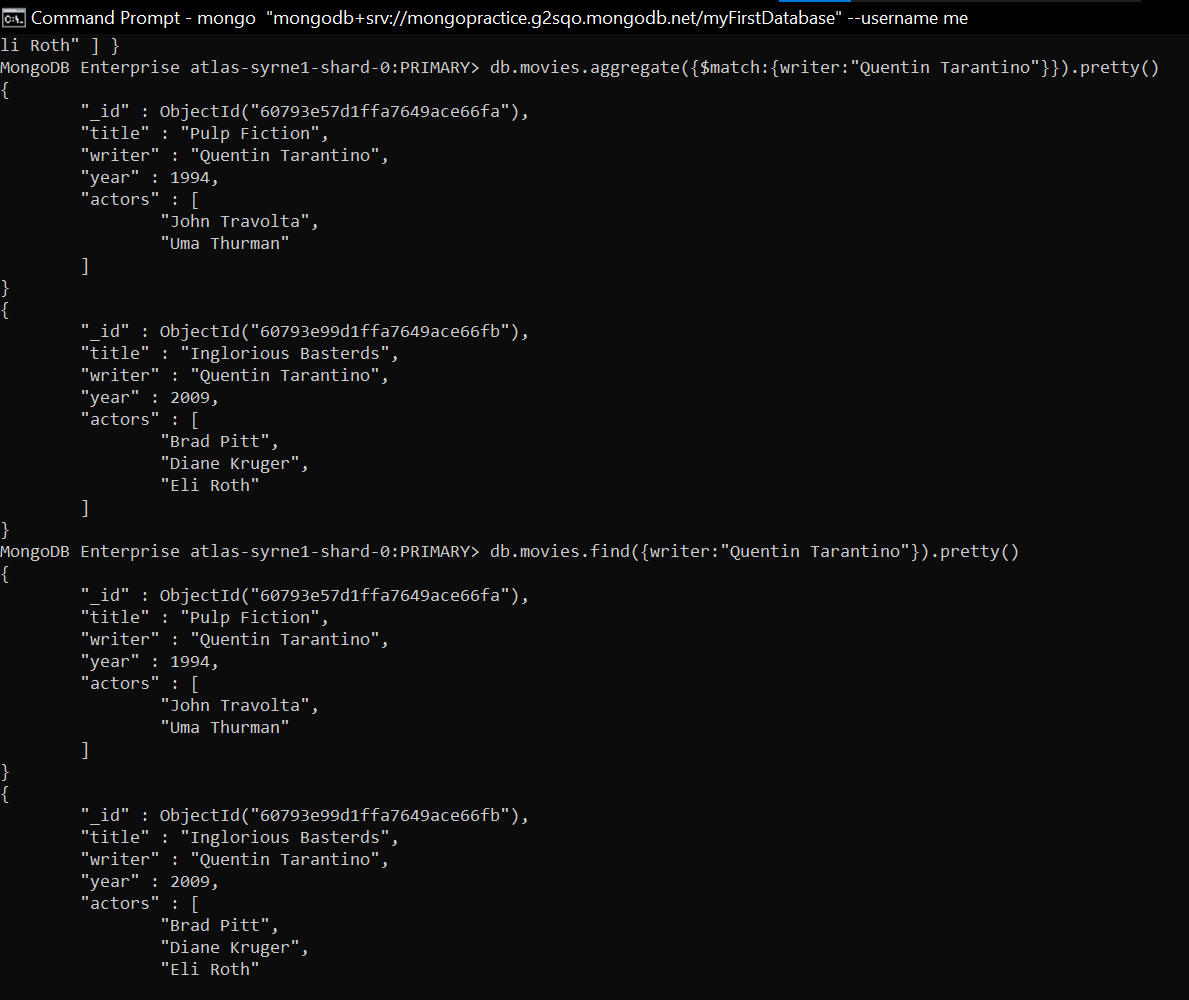 Command Prompt - mongo "mongodb+srv://mongopractice.g2sqo.mongodb.net/myFirstDatabase" --username me
li Roth" ] }
MongoDB Enterprise atlas-syrne1-shard-0:PRIMARY> db.movies.aggregate({$match:{writer:"Quentin Tarantino"}}).pretty()
{
        "_id" : ObjectId("60793e57d1ffa7649ace66fa"),
        "title" : "Pulp Fiction",
        "writer" : "Quentin Tarantino",
        "year" : 1994,
        "actors" : [
                "John Travolta",
                "Uma Thurman"
        ]
}
{
        "_id" : ObjectId("60793e99d1ffa7649ace66fb"),
        "title" : "Inglorious Basterds",
        "writer" : "Quentin Tarantino",
        "year" : 2009,
        "actors" : [
                "Brad Pitt",
                "Diane Kruger",
                "Eli Roth"
        ]
}
MongoDB Enterprise atlas-syrne1-shard-0:PRIMARY> db.movies.find({writer:"Quentin Tarantino"}).pretty()
{
        "_id" : ObjectId("60793e57d1ffa7649ace66fa"),
        "title" : "Pulp Fiction",
        "writer" : "Quentin Tarantino",
        "year" : 1994,
        "actors" : [
                "John Travolta",
                "Uma Thurman"
        ]
}
{
        "_id" : ObjectId("60793e99d1ffa7649ace66fb"),
        "title" : "Inglorious Basterds",
        "writer" : "Quentin Tarantino",
        "year" : 2009,
        "actors" : [
                "Brad Pitt",
                "Diane Kruger",
                "Eli Roth"